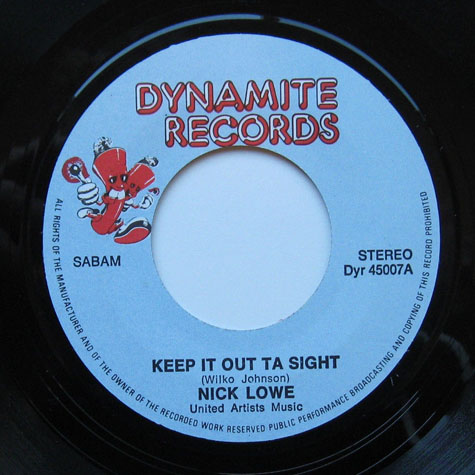 DYNAMITE
RECORDS
SABAM
STEREO
Dyr 45007A
KEEP IT OUT TA SIGHT
(Wilko Johnson)
NICK LOWE
United Artists Music
ALL RIGHTS OF THE MANUFACTURER AND OF THE OWNER OF THE RECORDED WORK RESERVED PUBLIC PERFORMANCE BROADCASTING AND COPYING OF THIS RECORD PROHIBITED